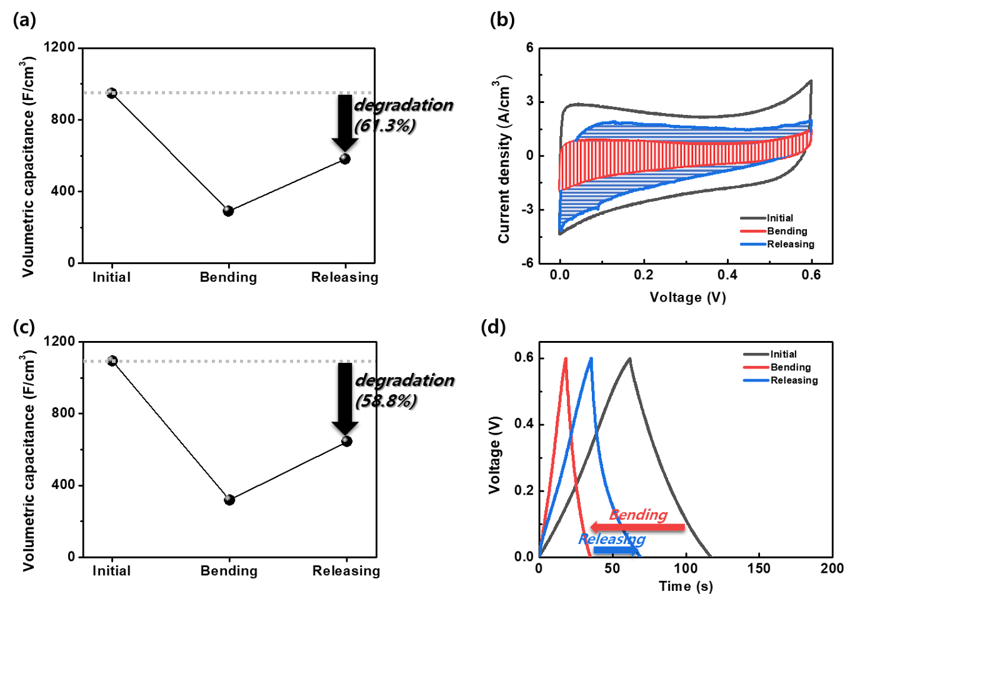 (a)
Volumetric capacitance (F/cm³)
1200
800
400
0
Initial
Bending
Releasing
degradation
(61.3%)
(b)
Current density (A/cm³)
6
3
0
-3
-6
0.0
0.2
0.4
0.6
Voltage (V)
Initial
Bending
Releasing
(c)
Volumetric capacitance (F/cm³)
1200
800
400
0
Initial
Bending
Releasing
degradation
(58.8%)
(d)
Voltage (V)
0.6
0.4
0.2
0.0
0
50
100
150
200
Time (s)
Initial
Bending
Releasing
Bending
Releasing